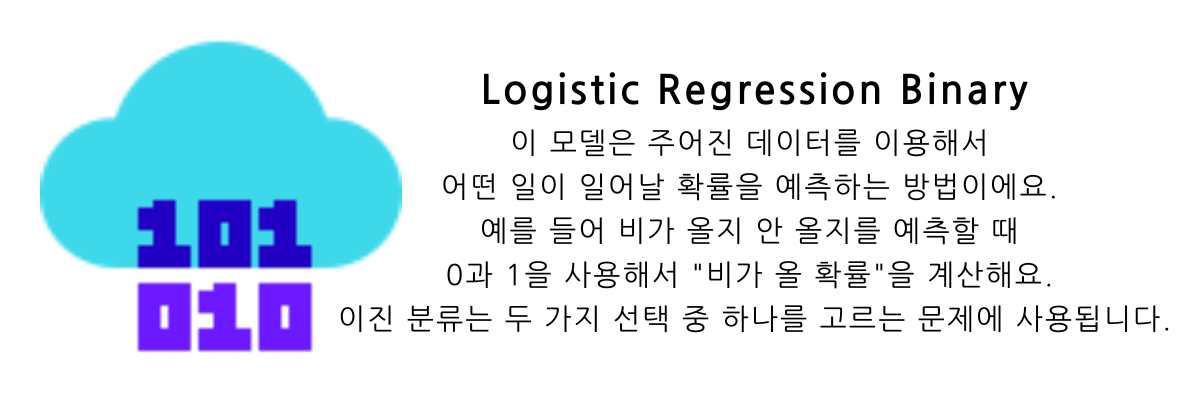 Logistic Regression Binary
이 모델은 주어진 데이터를 이용해서
어떤 일이 일어날 확률을 예측하는 방법이에요.
예를 들어 비가 올지 안 올지를 예측할 때
0과 1을 사용해서 "비가 올 확률"을 계산해요.
이진 분류는 두 가지 선택 중 하나를 고르는 문제에 사용됩니다.
101
010